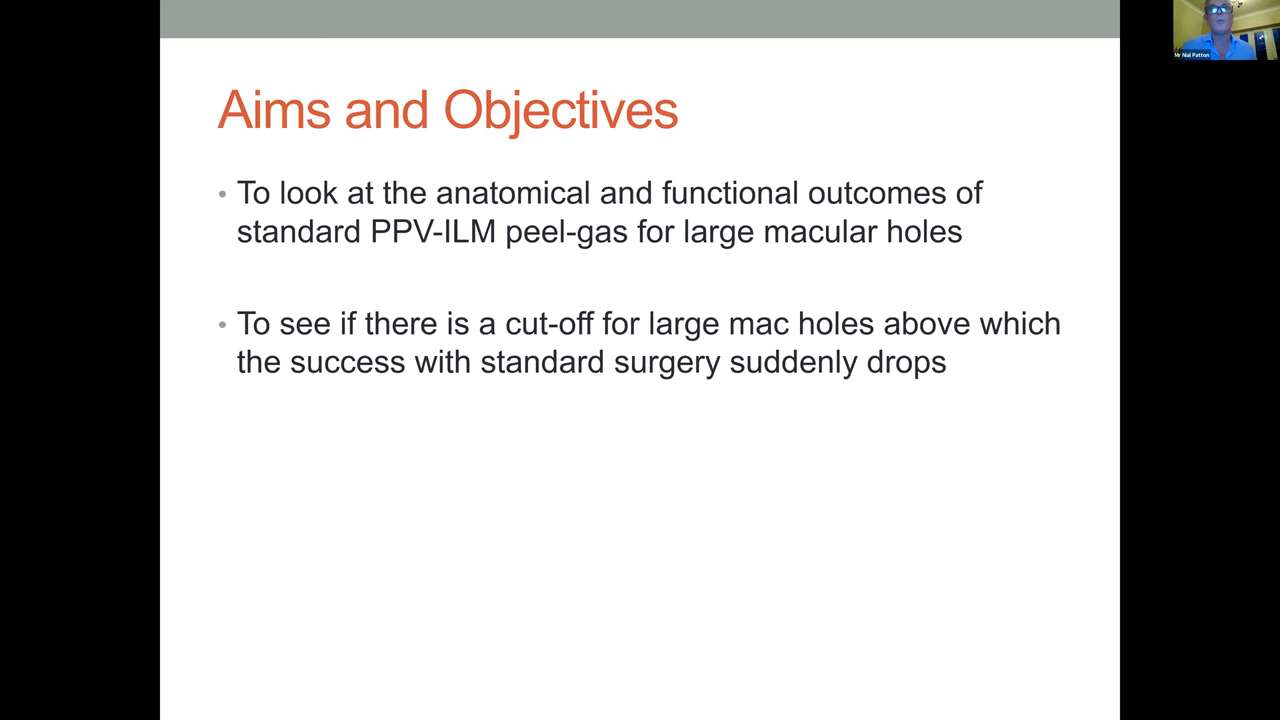 Mr Nial Patton
Aims and Objectives
• To look at the anatomical and functional outcomes of
standard PPV-ILM peel-gas for large macular holes
• To see if there is a cut-off for large mac holes above which
the success with standard surgery suddenly drops